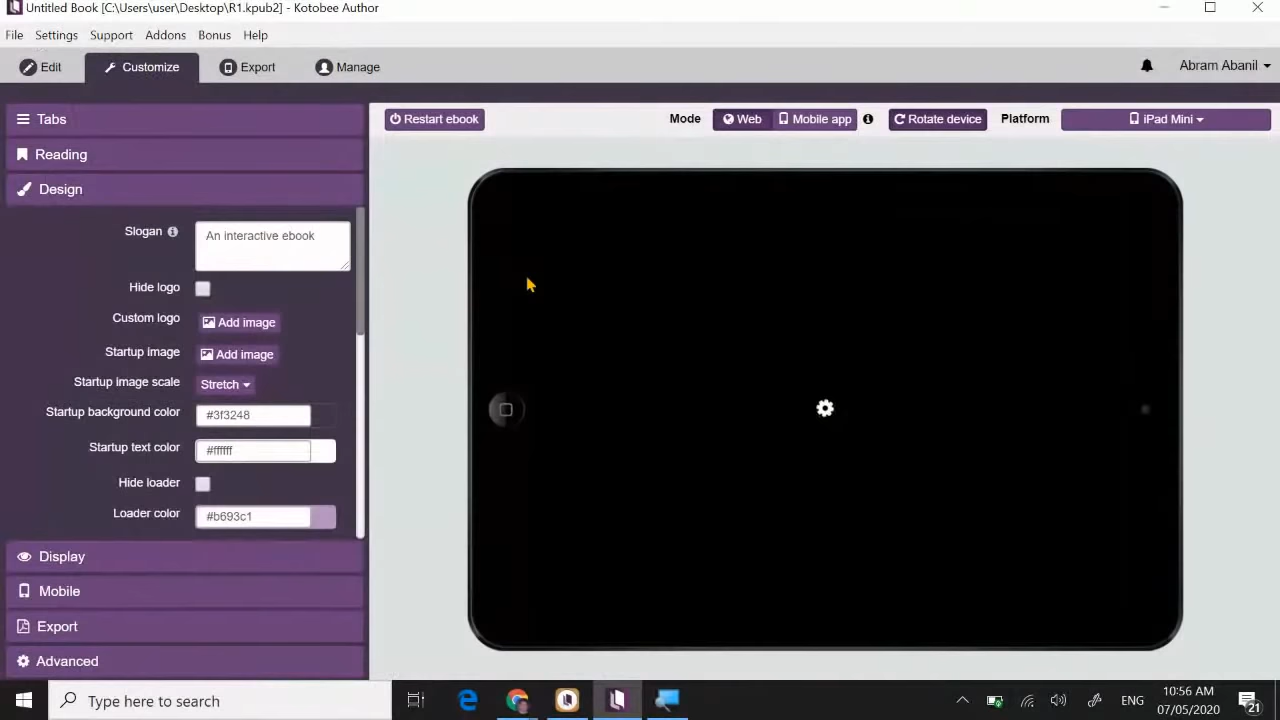 Untitled Book [C:\Users\user\Desktop\R1.kpub2] - Kotobee Author
File Settings Support Addons Bonus Help
Edit Customize Export Manage Abram Abanil
Tabs
Restart ebook Mode Web Mobile app Rotate device Platform iPad Mini
Reading
Design
Slogan An interactive ebook
Hide logo
Custom logo Add image
Startup image Add image
Startup image scale Stretch
Startup background color #3f3248
Startup text color #ffffff
Hide loader
Loader color #b693c1
Display
Mobile
Export
Advanced
Type here to search
ENG
10:56 AM
07/05/2020
21